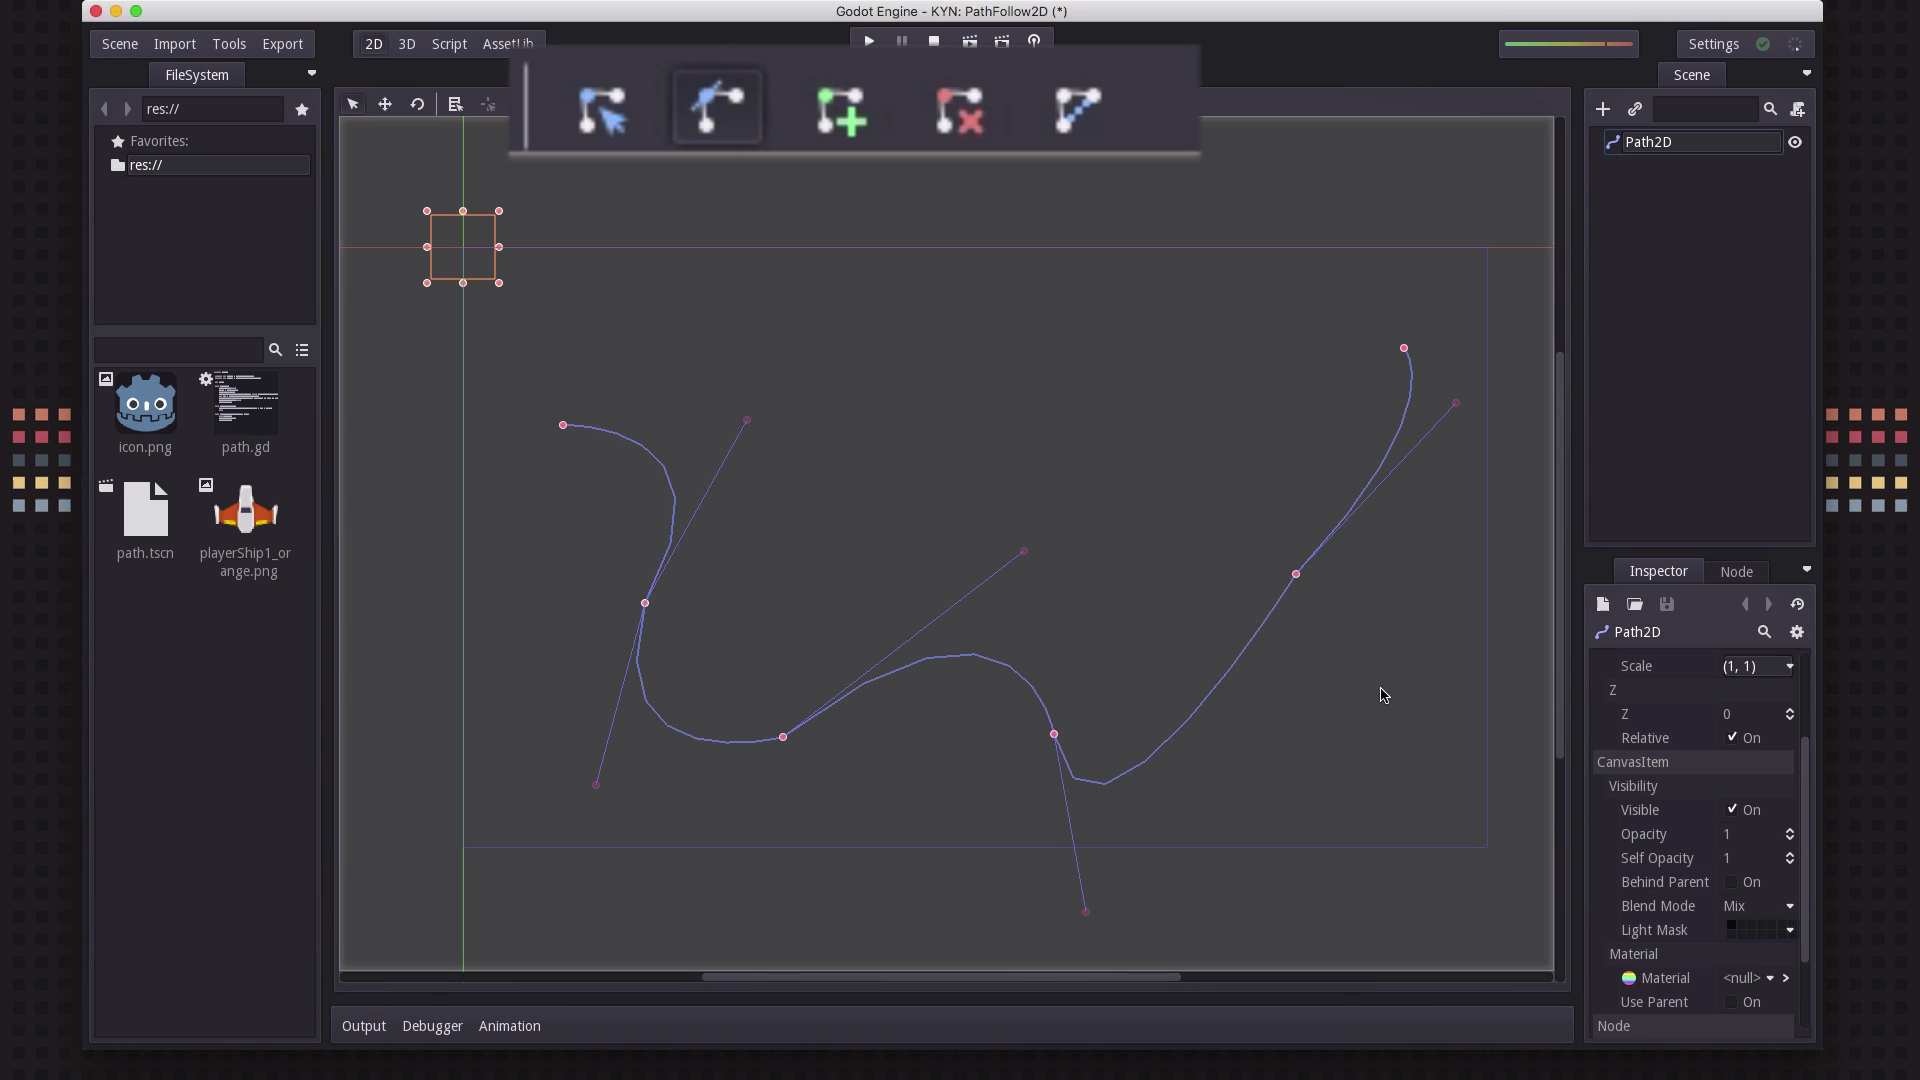 Godot Engine - KYN: PathFollow2D (*)
Scene Import Tools Export
2D 3D Script AssetLib
Settings
FileSystem
res://
Favorites:
res://
icon.png
path.gd
path.tscn
playerShip1_or
ange.png
Output Debugger Animation
Scene
Path2D
Inspector Node
Path2D
Scale (1, 1)
Z
Z 0
Relative On
CanvasItem
Visibility
Visible On
Opacity 1
Self Opacity 1
Behind Parent On
Blend Mode Mix
Light Mask
Material
Material <null>
Use Parent On
Node